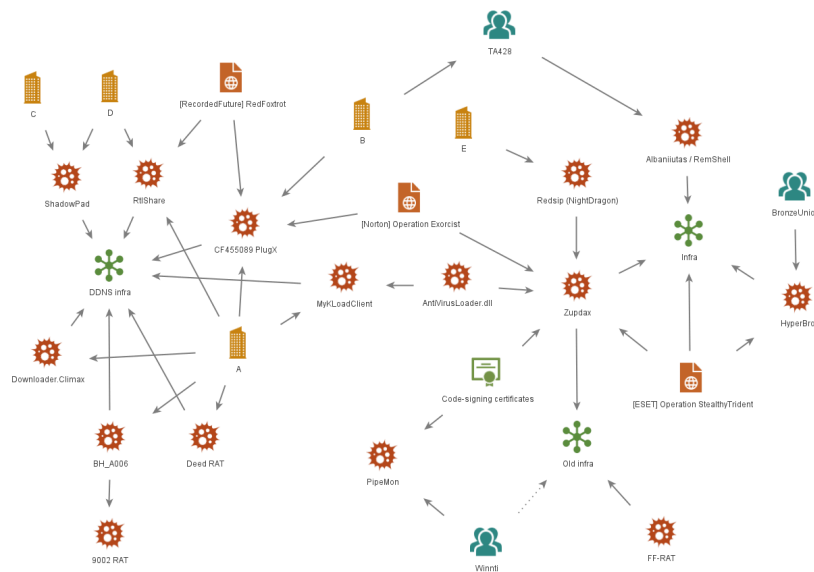 TA428
C
D
[RecordedFuture] RedFoxtrot
B
E
Albaniiutas / RemShell
ShadowPad
RtlShare
Redsip (NightDragon)
BronzeUnio
[Norton] Operation Exorcist
CF455089 PlugX
Infra
DDNS infra
MyKLoadClient
AntiVirusLoader.dll
Zupdax
HyperBro
A
Downloader.Climax
Code-signing certificates
[ESET] Operation StealthyTrident
BH_A006
Deed RAT
PipeMon
Old infra
9002 RAT
Winnti
FF-RAT